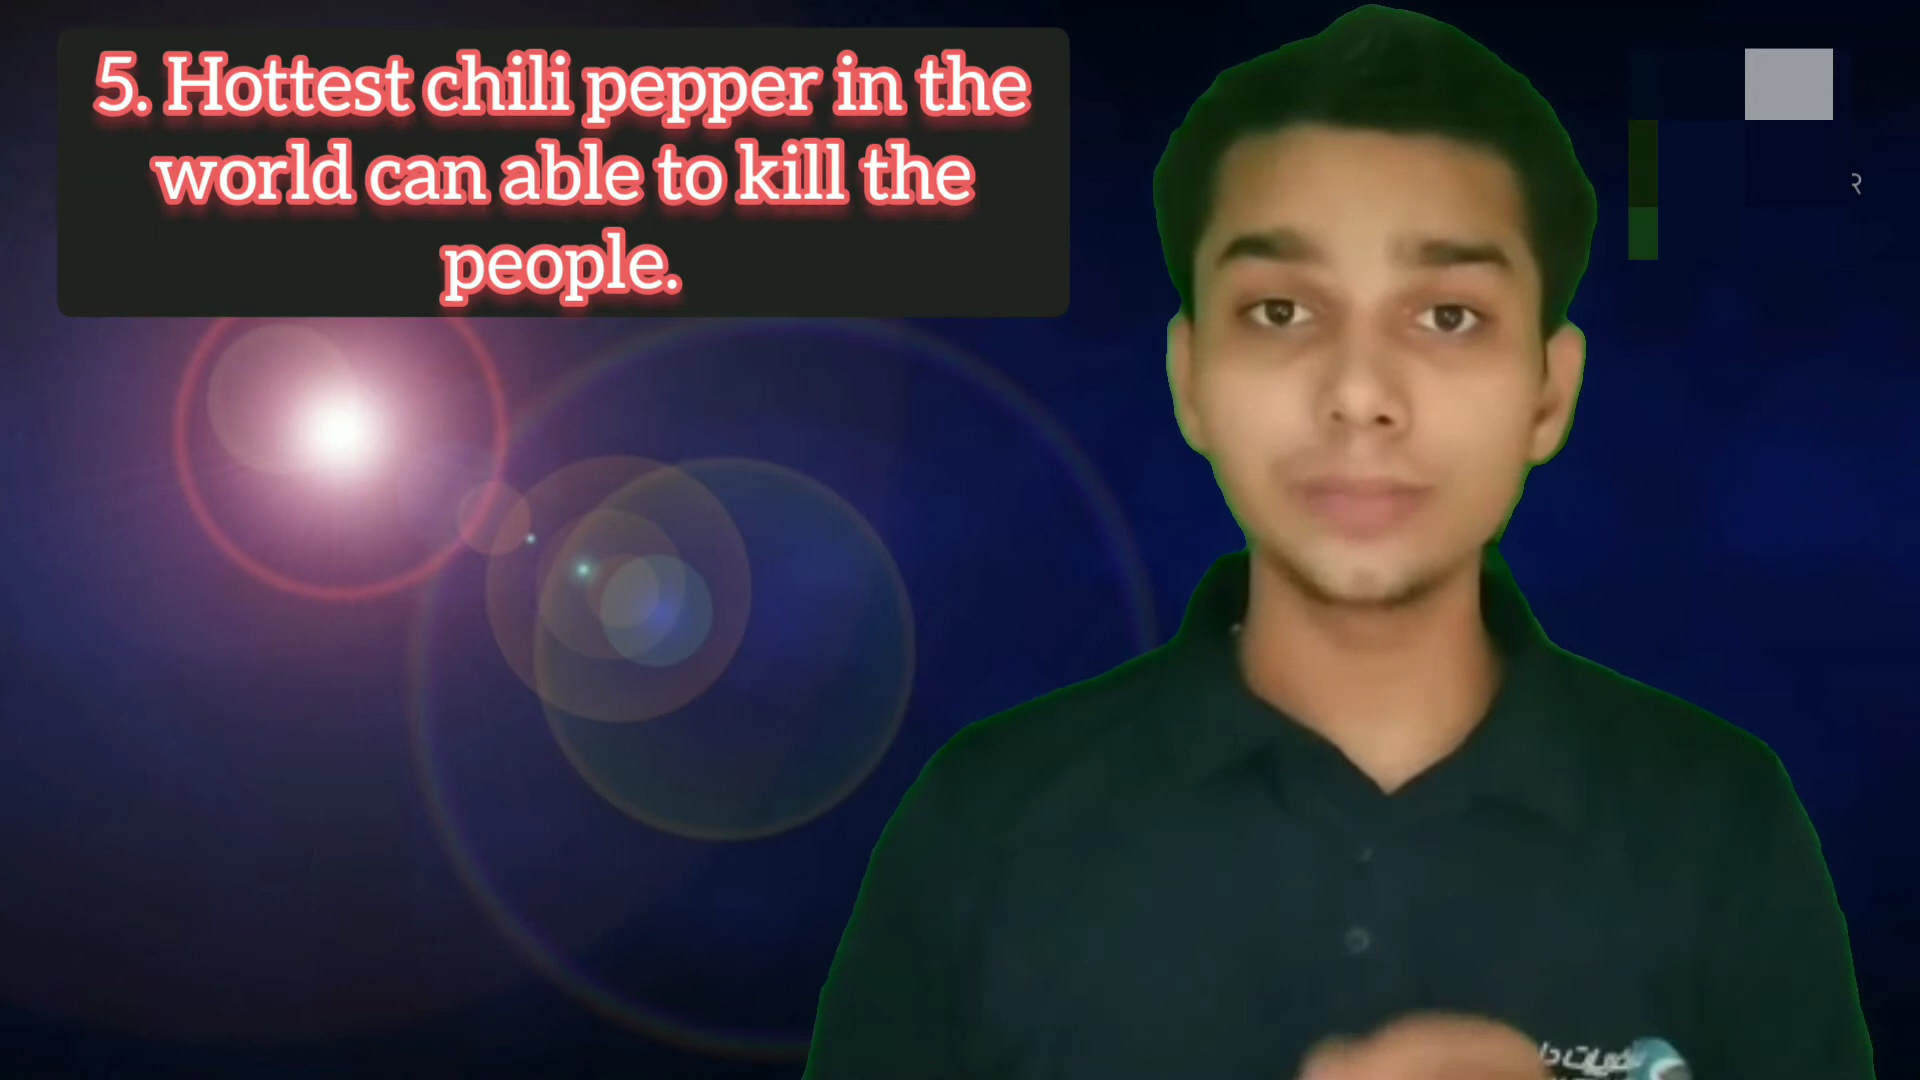 5. Hottest chili pepper in the
world can able to kill the
people.
R